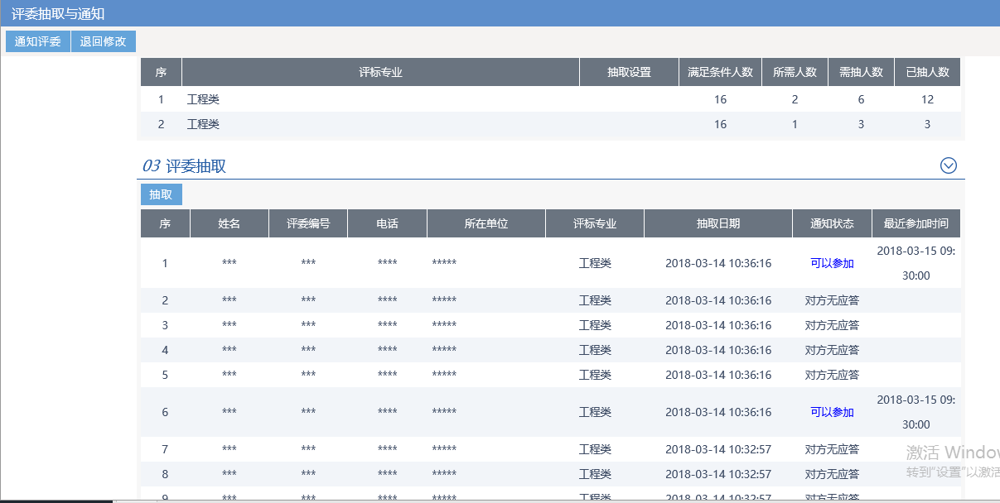 评委抽取与通知
通知评委 退回修改
序 评标专业 抽取设置 满足条件人数 所需人数 需抽人数 已抽人数
1 工程类 16 2 6 12
2 工程类 16 1 3 3
03 评委抽取
抽取
序 姓名 评委编号 电话 所在单位 评标专业 抽取日期 通知状态 最近参加时间
1 *** *** **** ***** 工程类 2018-03-14 10:36:16 可以参加 2018-03-15 09:
30:00
2 *** *** **** ***** 工程类 2018-03-14 10:36:16 对方无应答
3 *** *** **** ***** 工程类 2018-03-14 10:36:16 对方无应答
4 *** *** **** ***** 工程类 2018-03-14 10:36:16 对方无应答
5 *** *** **** ***** 工程类 2018-03-14 10:36:16 对方无应答
6 *** *** **** ***** 工程类 2018-03-14 10:36:16 可以参加 2018-03-15 09:
30:00
7 *** *** **** ***** 工程类 2018-03-14 10:32:57 对方无应答
激活 Window
8 *** *** **** ***** 工程类 2018-03-14 10:32:57 对方无应答
转到“设置”以激活
9 *** *** **** ***** 工程类 2018-03-14 10:32:57 对方无应答